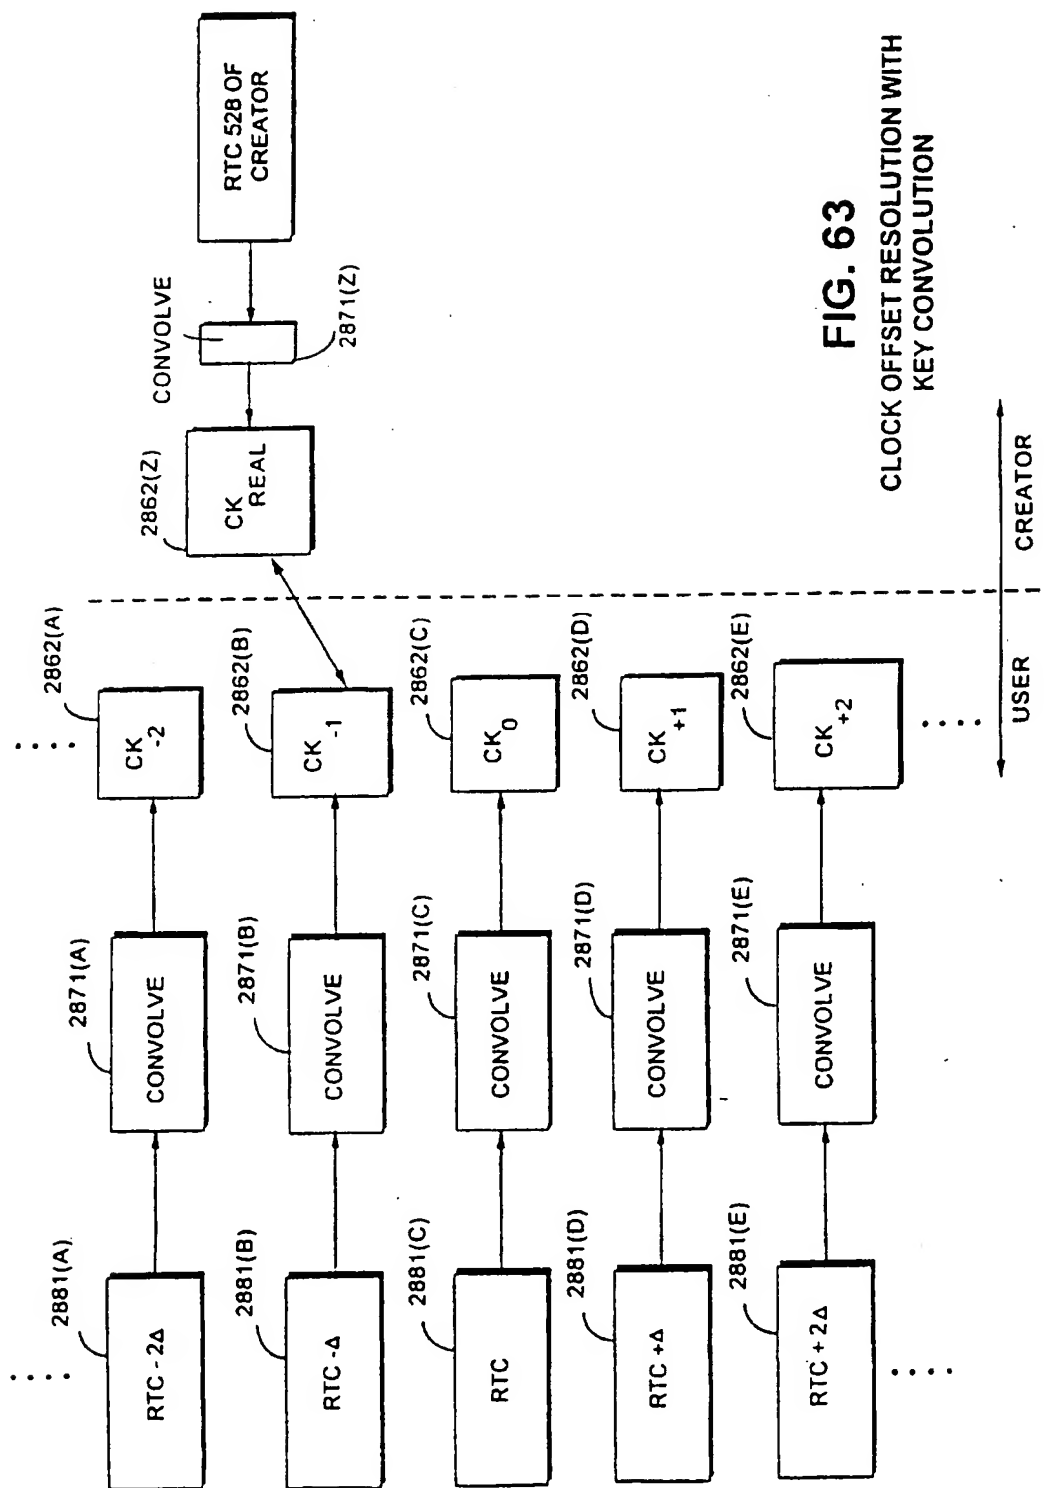 ....
2881(A)
RTC - 2Δ
2871(A)
CONVOLVE
....
2862(A)
CK -2
2881(B)
RTC -Δ
2871(B)
CONVOLVE
2862(B)
CK -1
2881(C)
RTC
2871(C)
CONVOLVE
2862(C)
CK 0
2881(D)
RTC +Δ
2871(D)
CONVOLVE
2862(D)
CK +1
2881(E)
RTC + 2Δ
2871(E)
CONVOLVE
2862(E)
CK +2
....
....
2862(Z)
CK REAL
CONVOLVE
2871(Z)
RTC 528 OF
CREATOR
USER
CREATOR
FIG. 63
CLOCK OFFSET RESOLUTION WITH
KEY CONVOLUTION